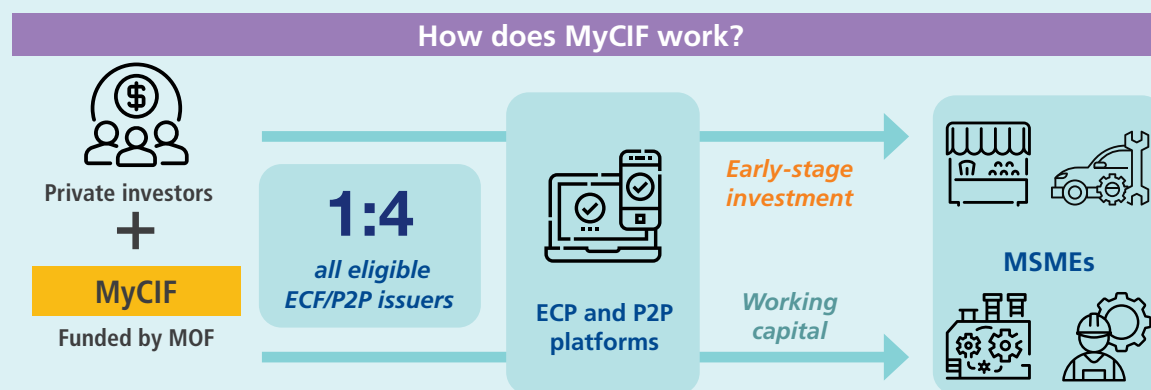 How does MyCIF work?
$
Private investors
+
MyCIF
Funded by MOF
1:4
all eligible
ECF/P2P issuers
ECP and P2P
platforms
Early-stage
investment
Working
capital
MSMEs